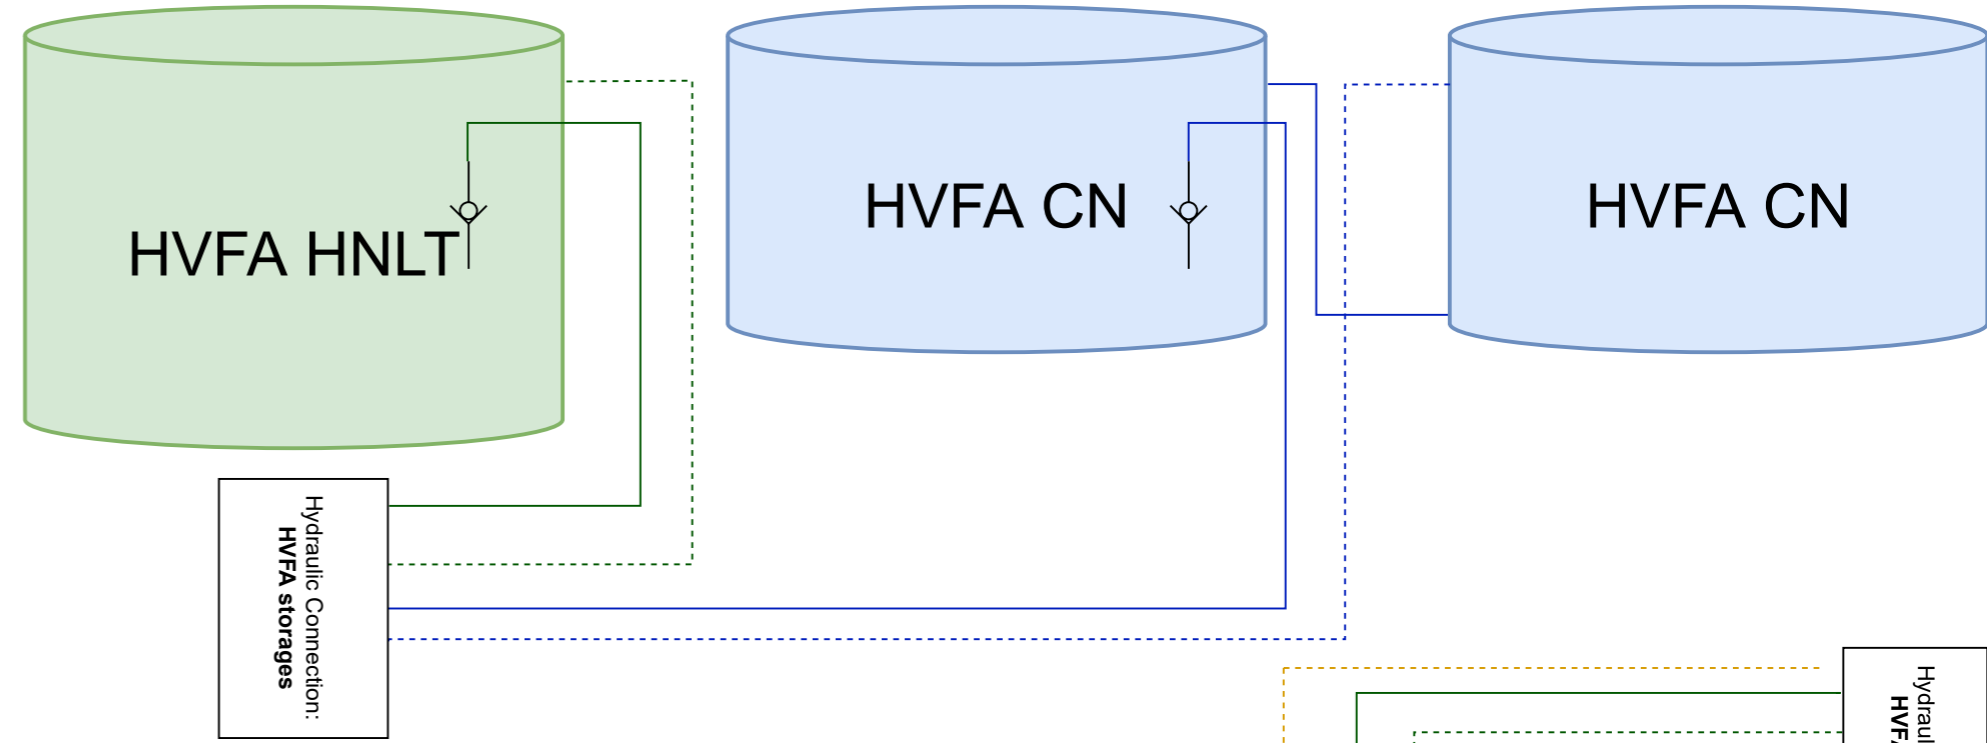 HVFA HNLT
HVFA CN
HVFA CN
Hydraulic Connection:
HVFA storages